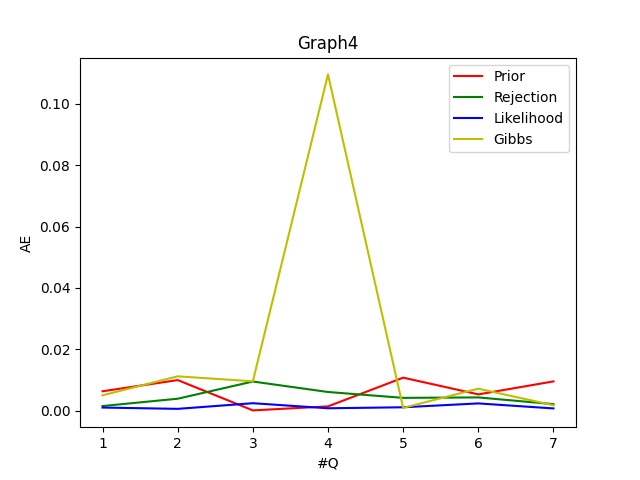 Graph4
Prior
Rejection
Likelihood
Gibbs
AE
0.10
0.08
0.06
0.04
0.02
0.00
1 2 3 4 5 6 7
#Q